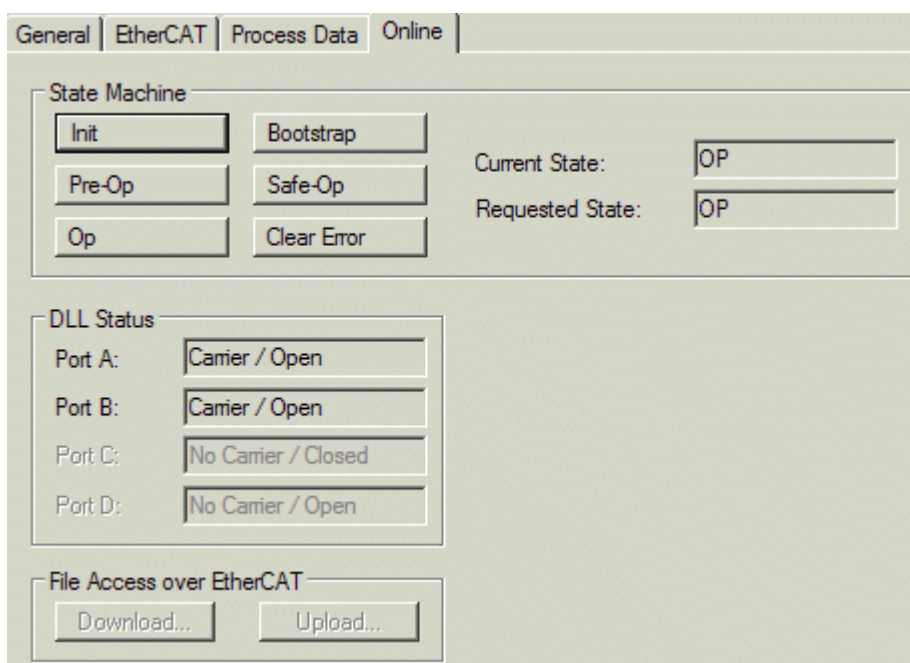 General EtherCAT Process Data Online
State Machine
Init Bootstrap
Pre-Op Safe-Op
Op Clear Error
Current State: OP
Requested State: OP
DLL Status
Port A: Carrier / Open
Port B: Carrier / Open
Port C: No Carrier / Closed
Port D: No Carrier / Open
File Access over EtherCAT
Download... Upload...